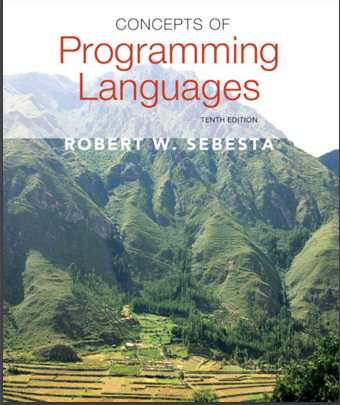 CONCEPTS OF
Programming
Languages
TENTH EDITION
ROBERT W. SEBESTA